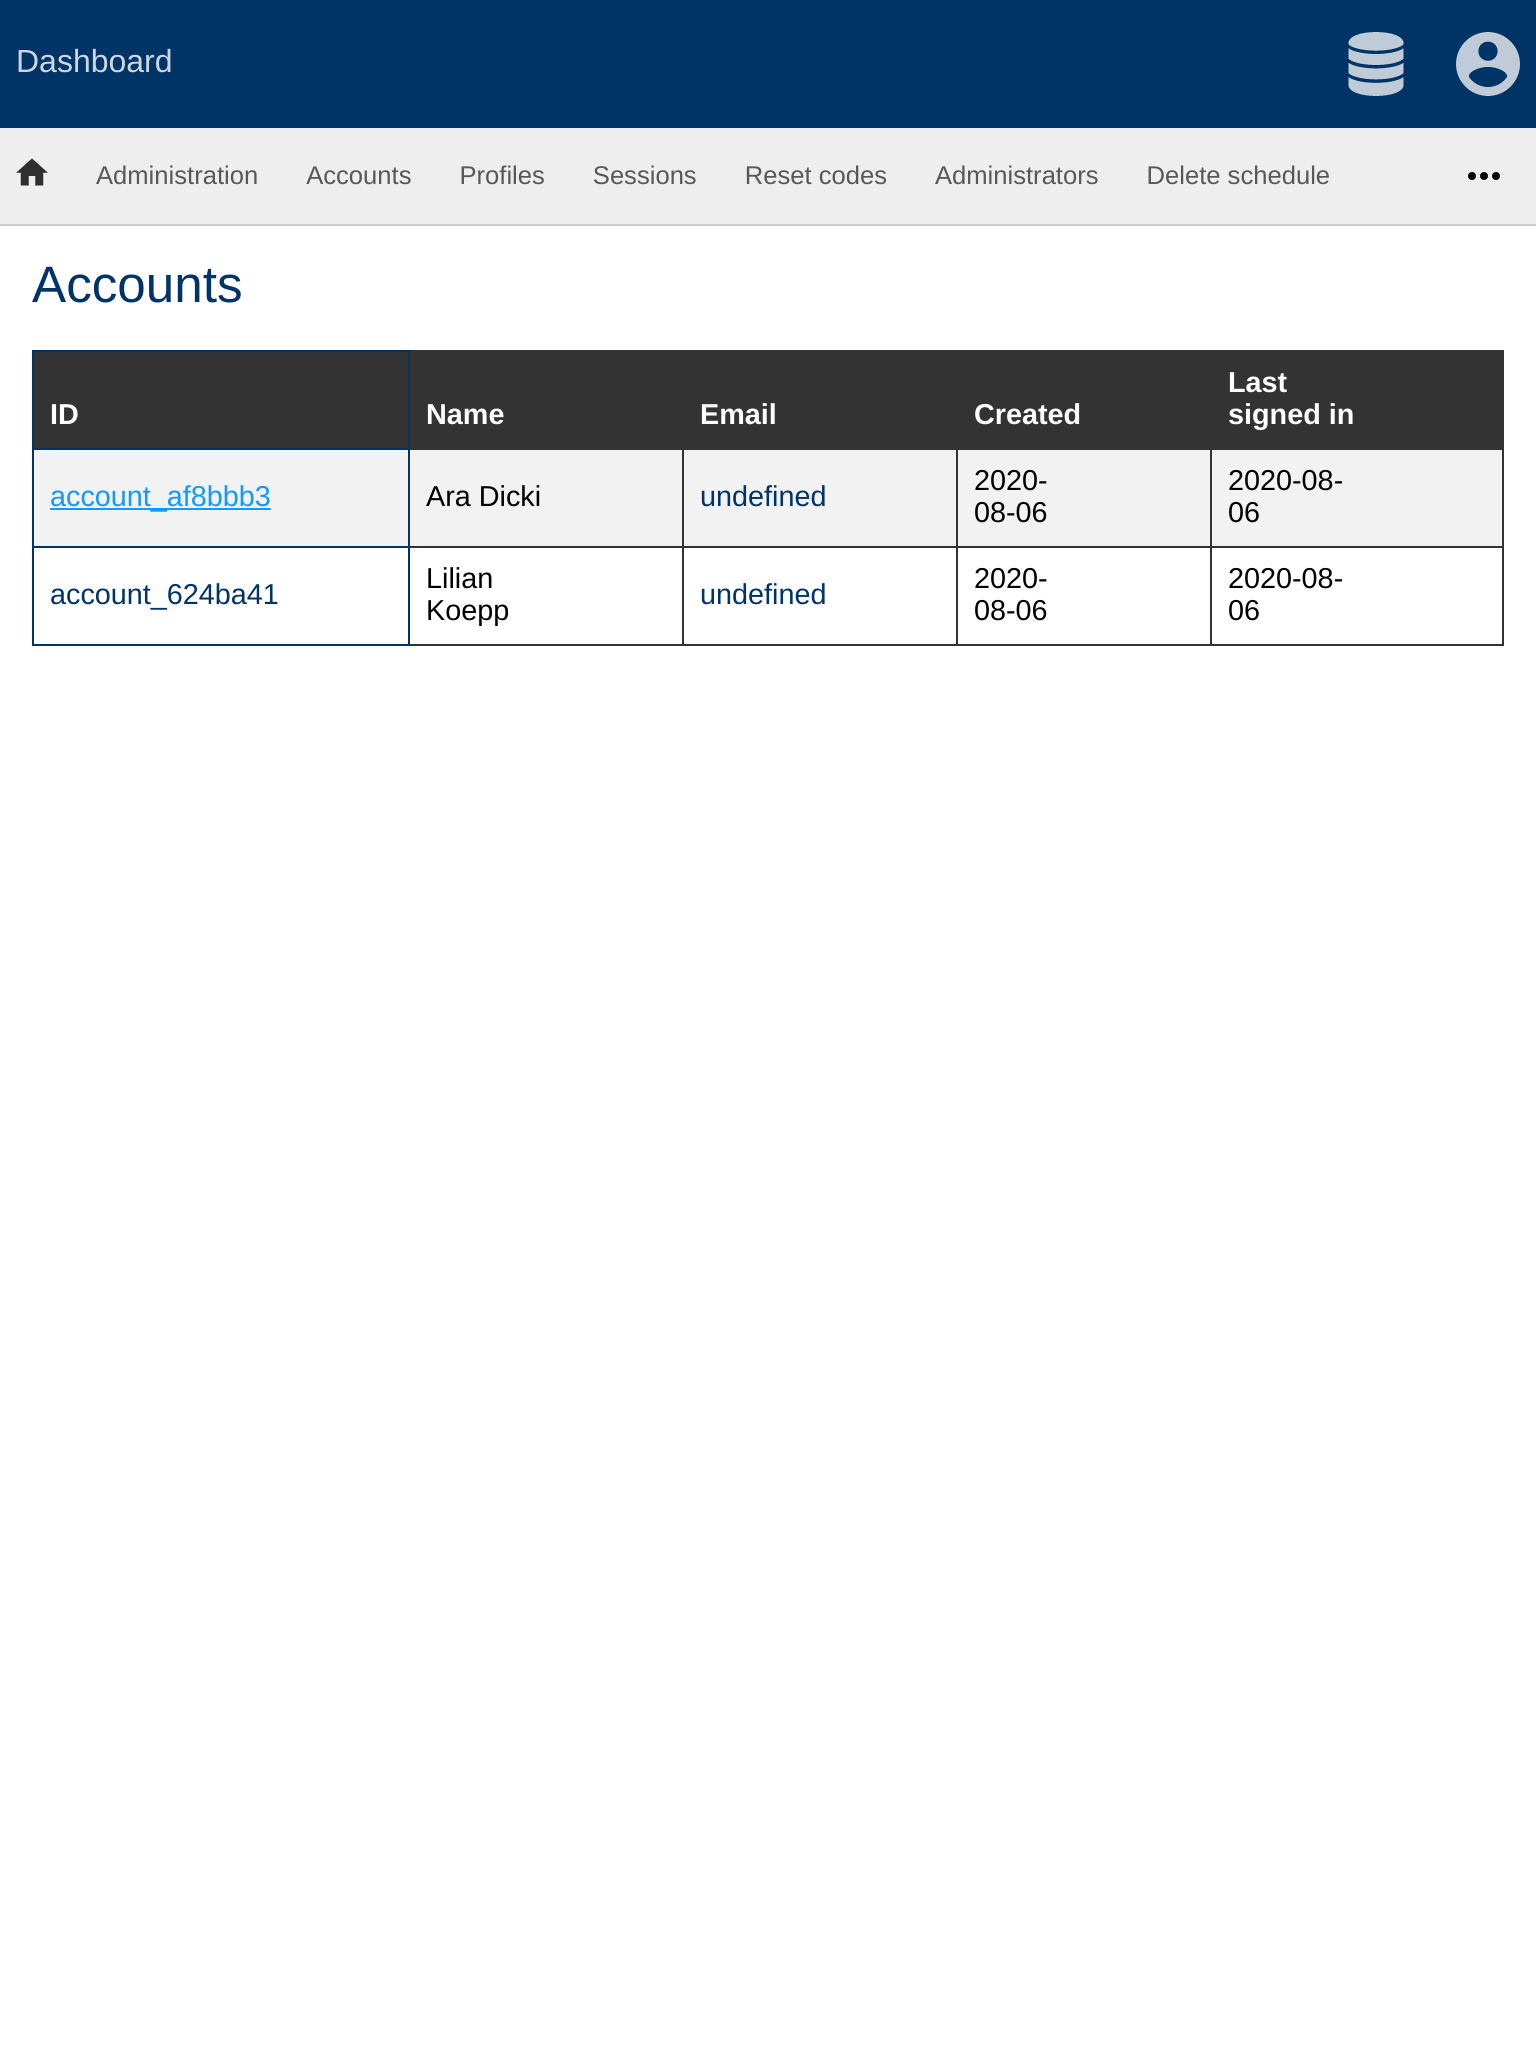 Dashboard
Administration Accounts Profiles Sessions Reset codes Administrators Delete schedule
Accounts
ID Name Email Created Last
signed in
account_af8bbb3 Ara Dicki undefined 2020-
08-06 2020-08-
06
account_624ba41 Lilian
Koepp undefined 2020-
08-06 2020-08-
06